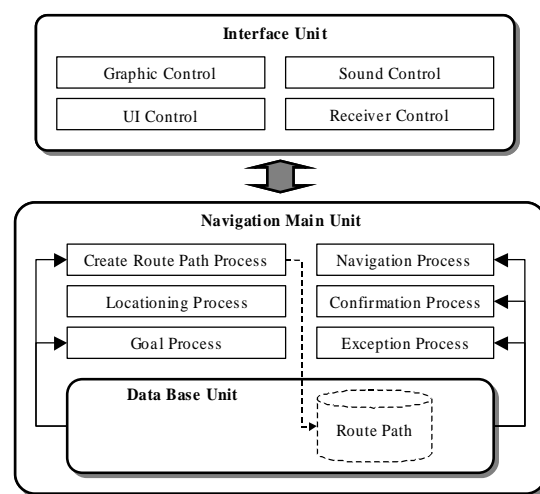 Interface Unit
Graphic Control
Sound Control
UI Control
Receiver Control
Navigation Main Unit
Create Route Path Process
Navigation Process
Locationing Process
Confirmation Process
Goal Process
Exception Process
Data Base Unit
Route Path